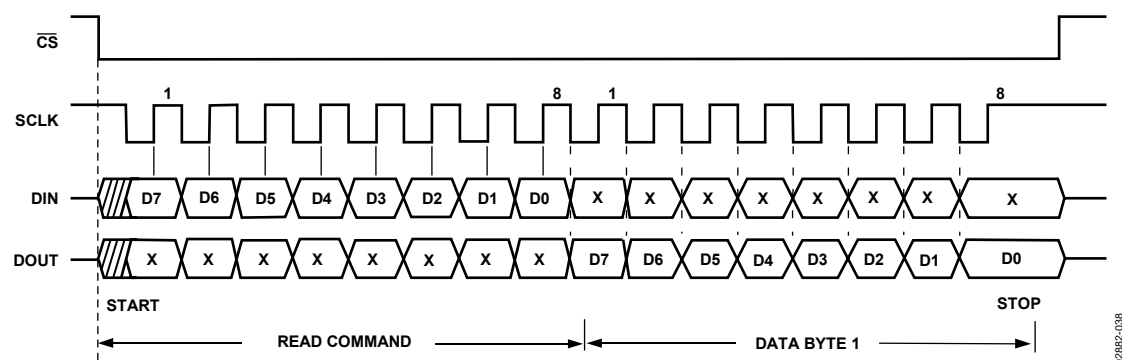 CS
1 8 1 8
SCLK
DIN D7 D6 D5 D4 D3 D2 D1 D0 X X X X X X X X
DOUT X X X X X X X X D7 D6 D5 D4 D3 D2 D1 D0
START STOP
READ COMMAND DATA BYTE 1
2882-038